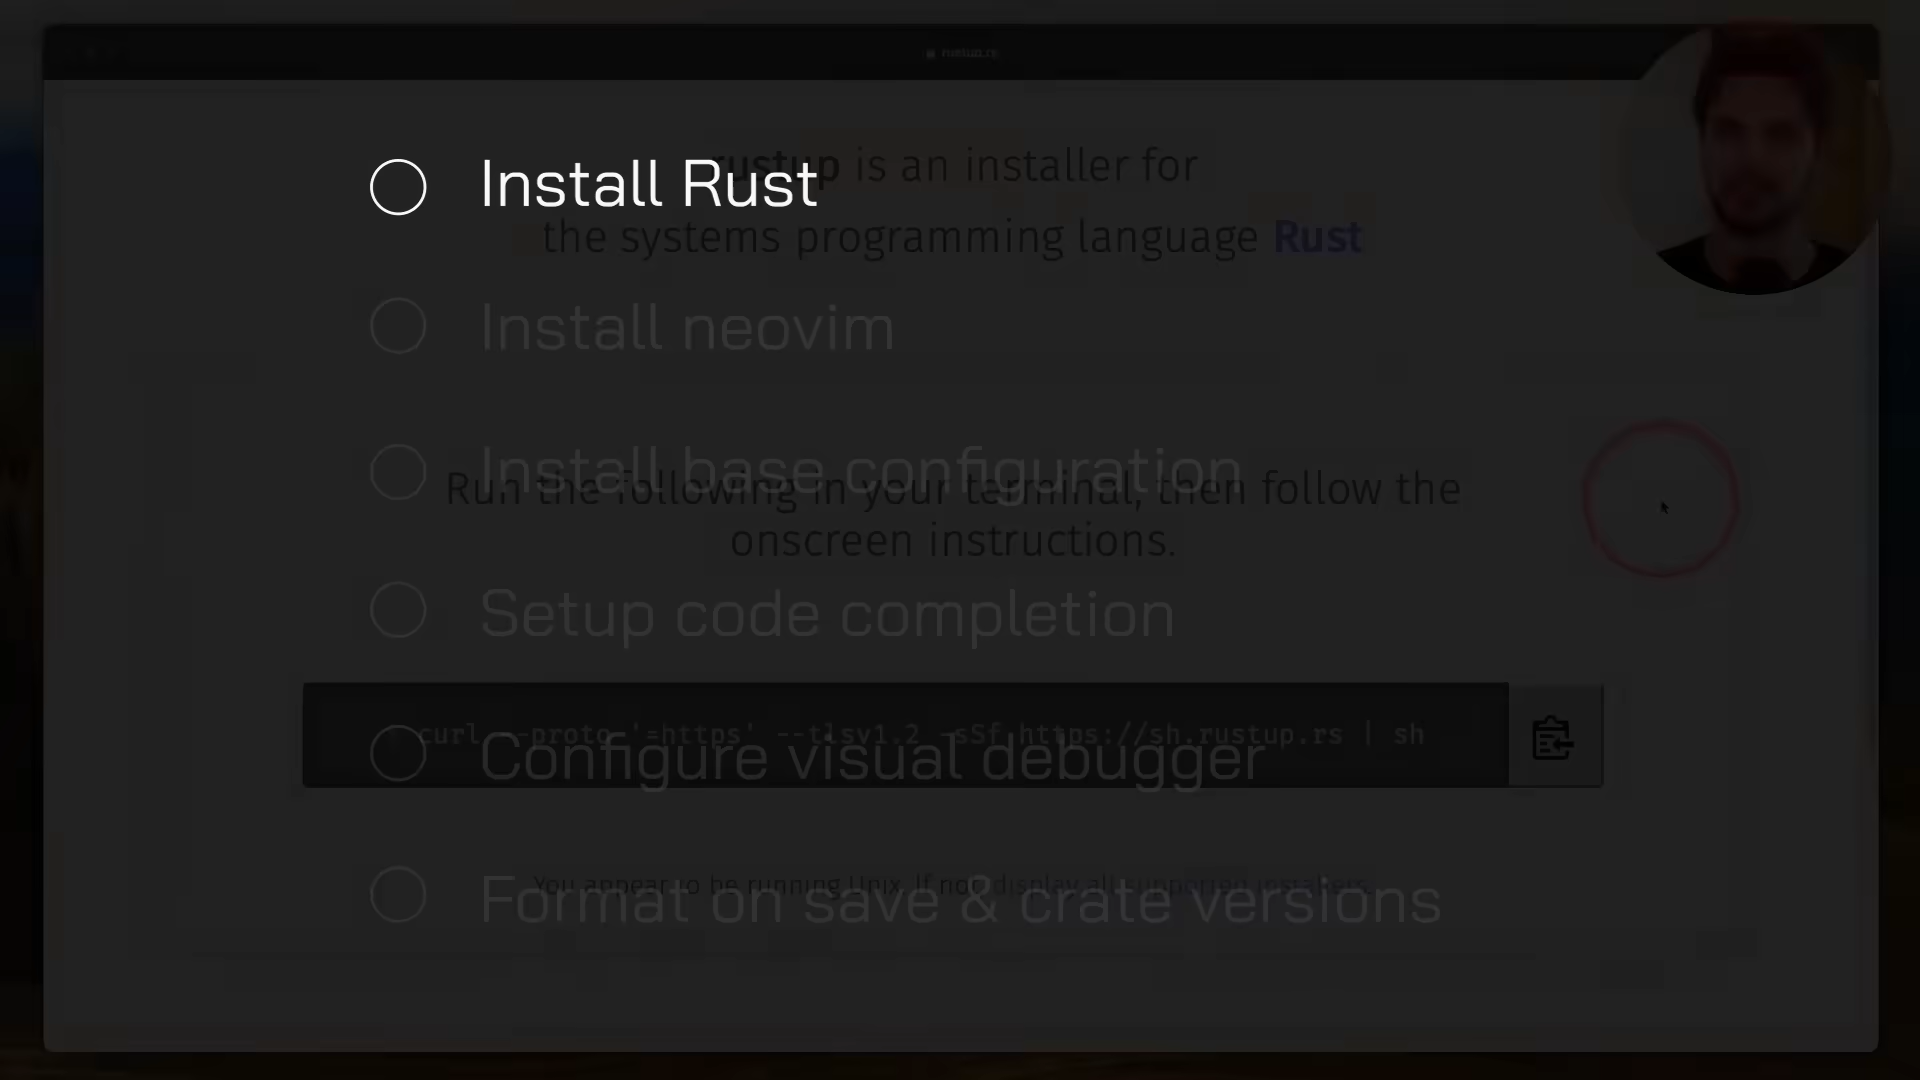 rustup.rs
Install Rust
rustup is an installer for
the systems programming language Rust
Install neovim
Install base configuration
Run the following in your terminal, then follow the
onscreen instructions.
Setup code completion
curl --proto '=https' --tlsv1.2 -sSf https://sh.rustup.rs | sh
Configure visual debugger
You appear to be running Unix. If not, display all supported installers.
Format on save & crate versions